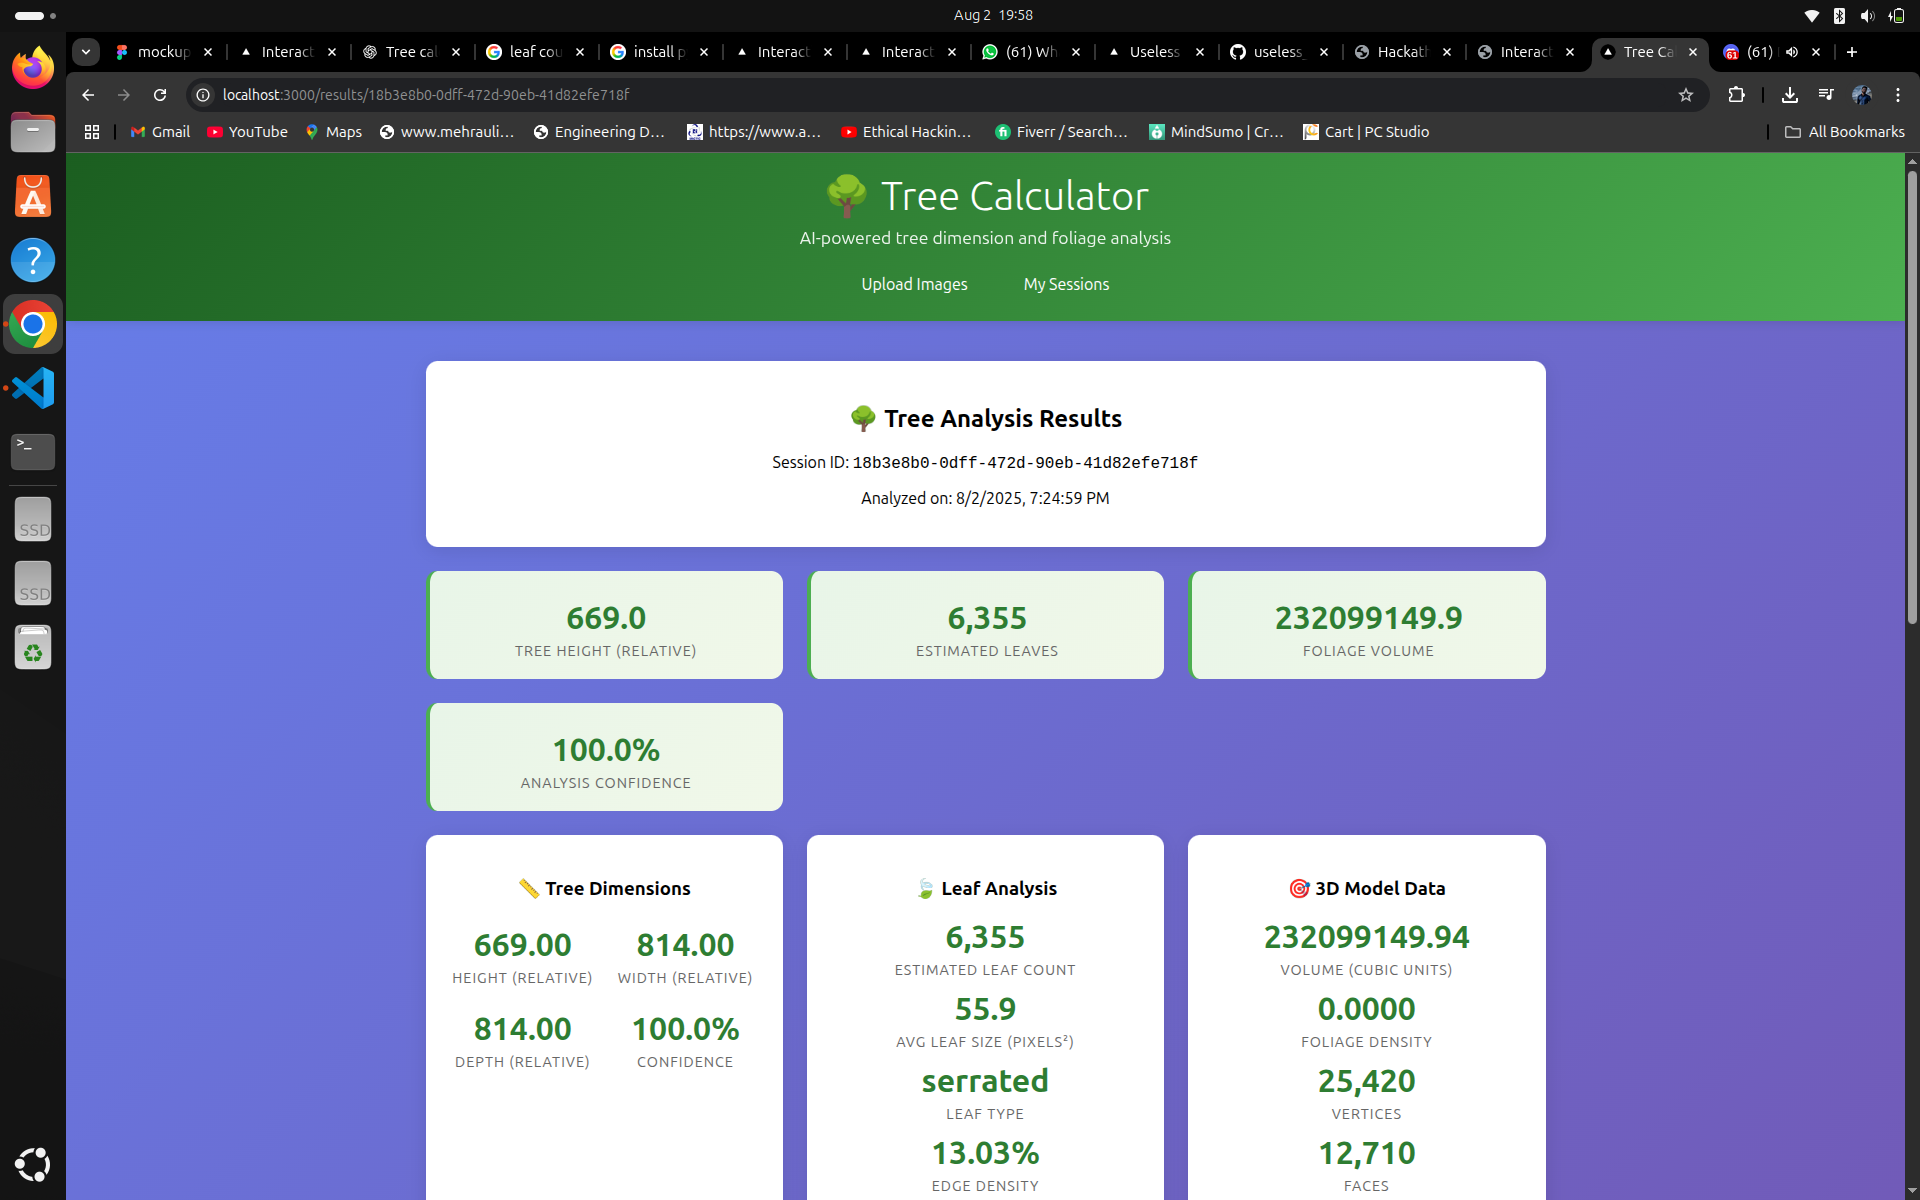 Aug 2 19:58
mockup
Interact
Tree cal
leaf cou
install p
Interact
Interact
(61) Wh
Useless
useless_
Hackath
Interact
Tree Ca
(61)
localhost:3000/results/18b3e8b0-0dff-472d-90eb-41d82efe718f
Gmail
YouTube
Maps
www.mehrauli...
Engineering D...
https://www.a...
Ethical Hackin...
Fiverr / Search...
MindSumo | Cr...
Cart | PC Studio
All Bookmarks
Tree Calculator
AI-powered tree dimension and foliage analysis
Upload Images
My Sessions
Tree Analysis Results
Session ID: 18b3e8b0-0dff-472d-90eb-41d82efe718f
Analyzed on: 8/2/2025, 7:24:59 PM
669.0
TREE HEIGHT (RELATIVE)
6,355
ESTIMATED LEAVES
232099149.9
FOLIAGE VOLUME
100.0%
ANALYSIS CONFIDENCE
Tree Dimensions
669.00
HEIGHT (RELATIVE)
814.00
WIDTH (RELATIVE)
814.00
DEPTH (RELATIVE)
100.0%
CONFIDENCE
Leaf Analysis
6,355
ESTIMATED LEAF COUNT
55.9
AVG LEAF SIZE (PIXELS²)
serrated
LEAF TYPE
13.03%
EDGE DENSITY
3D Model Data
232099149.94
VOLUME (CUBIC UNITS)
0.0000
FOLIAGE DENSITY
25,420
VERTICES
12,710
FACES
SSD
SSD